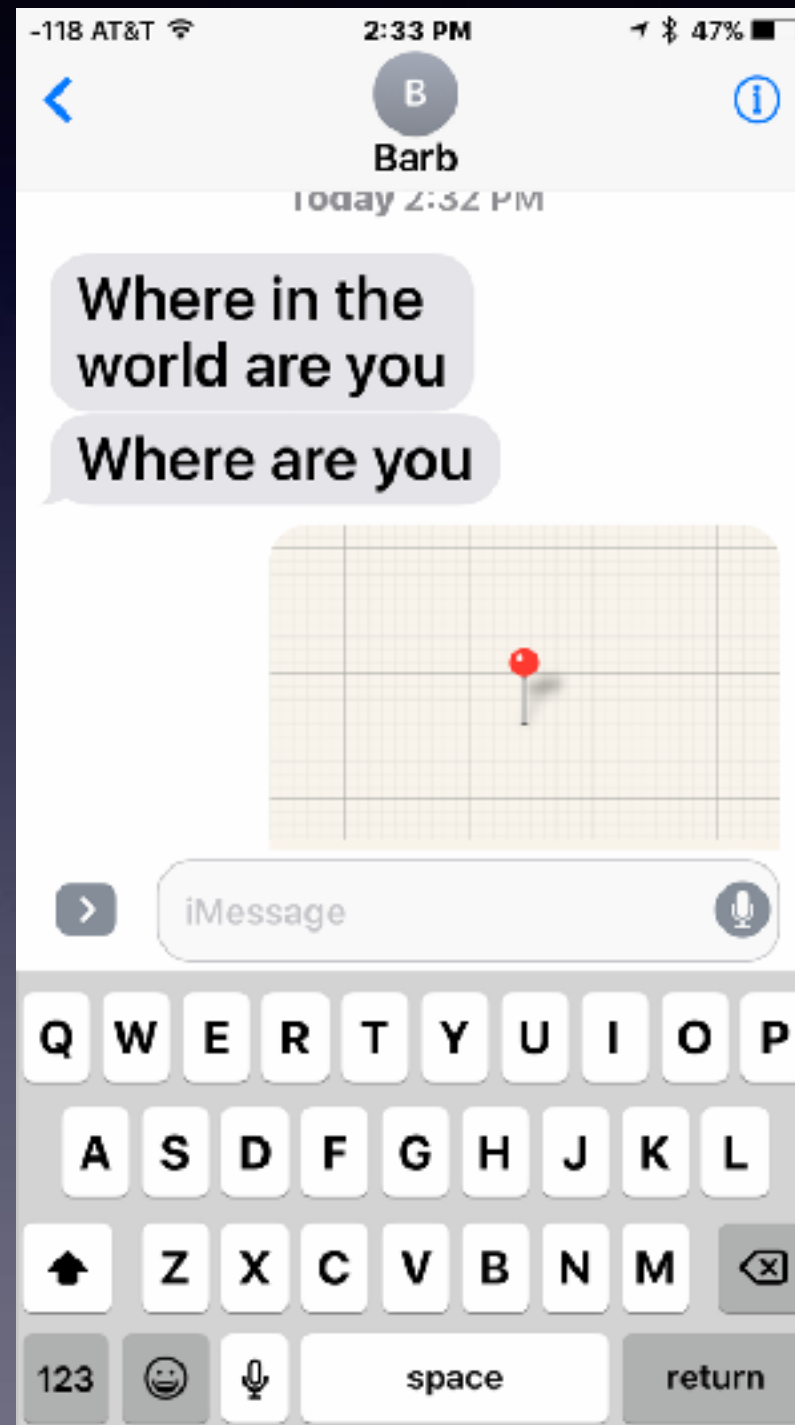 -118 AT&T 2:33 PM 47%
B
Barb
Today 2:32 PM
Where in the
world are you
Where are you
iMessage
Q W E R T Y U I O P
A S D F G H J K L
Z X C V B N M
123 space return